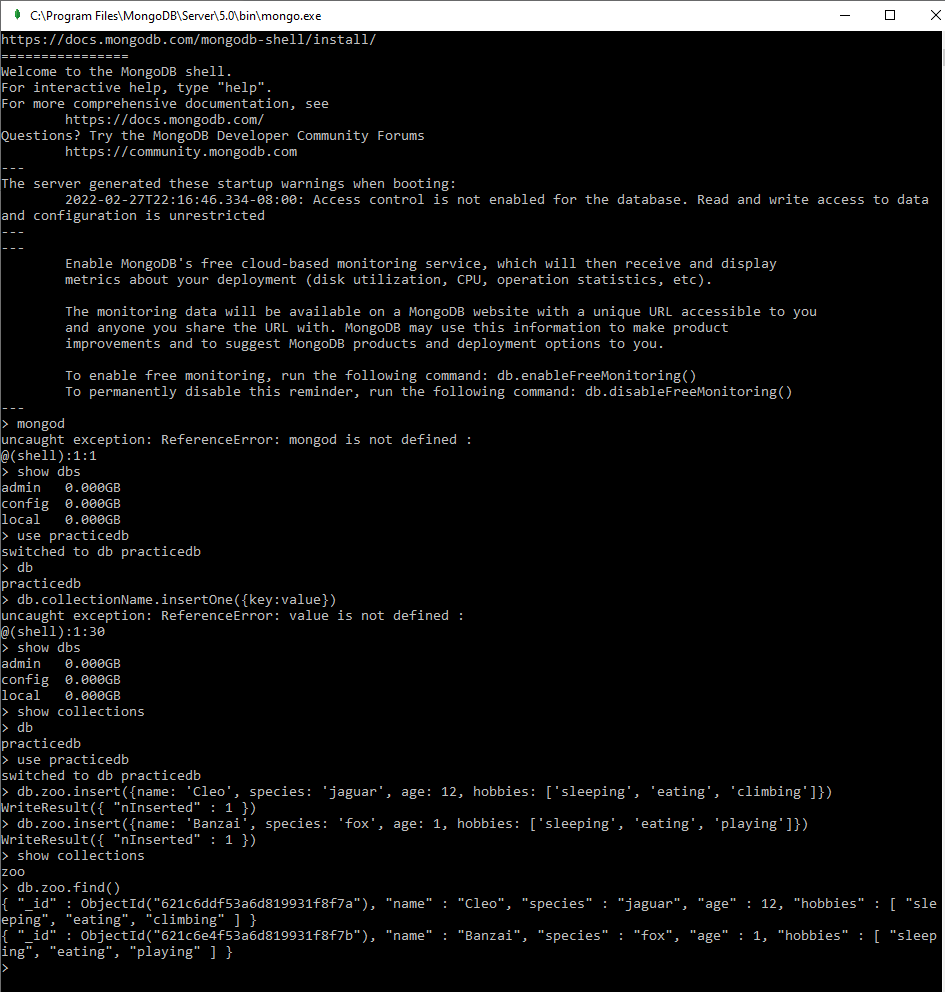 C:\Program Files\MongoDB\Server\5.0\bin\mongo.exe
https://docs.mongodb.com/mongodb-shell/install/
================
Welcome to the MongoDB shell.
For interactive help, type "help".
For more comprehensive documentation, see
        https://docs.mongodb.com/
Questions? Try the MongoDB Developer Community Forums
        https://community.mongodb.com
---
The server generated these startup warnings when booting:
        2022-02-27T22:16:46.334-08:00: Access control is not enabled for the database. Read and write access to data
and configuration is unrestricted
---
---
        Enable MongoDB's free cloud-based monitoring service, which will then receive and display
        metrics about your deployment (disk utilization, CPU, operation statistics, etc).

        The monitoring data will be available on a MongoDB website with a unique URL accessible to you
        and anyone you share the URL with. MongoDB may use this information to make product
        improvements and to suggest MongoDB products and deployment options to you.

        To enable free monitoring, run the following command: db.enableFreeMonitoring()
        To permanently disable this reminder, run the following command: db.disableFreeMonitoring()
---
> mongod
uncaught exception: ReferenceError: mongod is not defined :
@(shell):1:1
> show dbs
admin   0.000GB
config  0.000GB
local   0.000GB
> use practicedb
switched to db practicedb
> db
practicedb
> db.collectionName.insertOne({key:value})
uncaught exception: ReferenceError: value is not defined :
@(shell):1:30
> show dbs
admin   0.000GB
config  0.000GB
local   0.000GB
> show collections
> db
practicedb
> use practicedb
switched to db practicedb
> db.zoo.insert({name: 'Cleo', species: 'jaguar', age: 12, hobbies: ['sleeping', 'eating', 'climbing']})
WriteResult({ "nInserted" : 1 })
> db.zoo.insert({name: 'Banzai', species: 'fox', age: 1, hobbies: ['sleeping', 'eating', 'playing']})
WriteResult({ "nInserted" : 1 })
> show collections
zoo
> db.zoo.find()
{ "_id" : ObjectId("621c6ddf53a6d819931f8f7a"), "name" : "Cleo", "species" : "jaguar", "age" : 12, "hobbies" : [ "sle
eping", "eating", "climbing" ] }
{ "_id" : ObjectId("621c6e4f53a6d819931f8f7b"), "name" : "Banzai", "species" : "fox", "age" : 1, "hobbies" : [ "sleep
ing", "eating", "playing" ] }
>